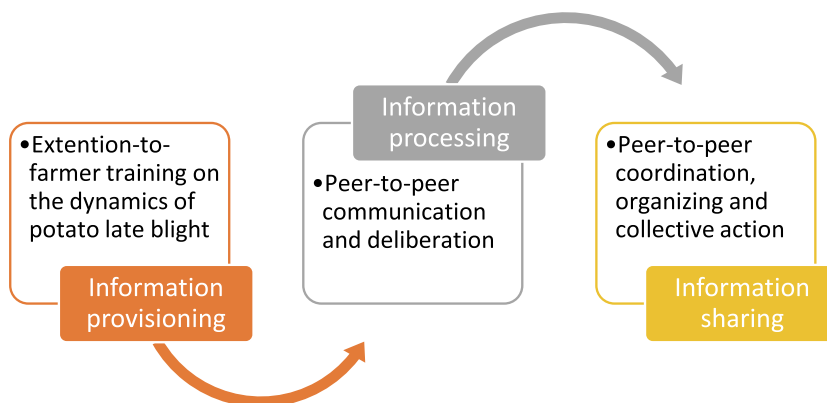 •Extention-to-
farmer training on
the dynamics of
potato late blight
Information
provisioning
Information
processing
•Peer-to-peer
communication
and deliberation
•Peer-to-peer
coordination,
organizing and
collective action
Information
sharing